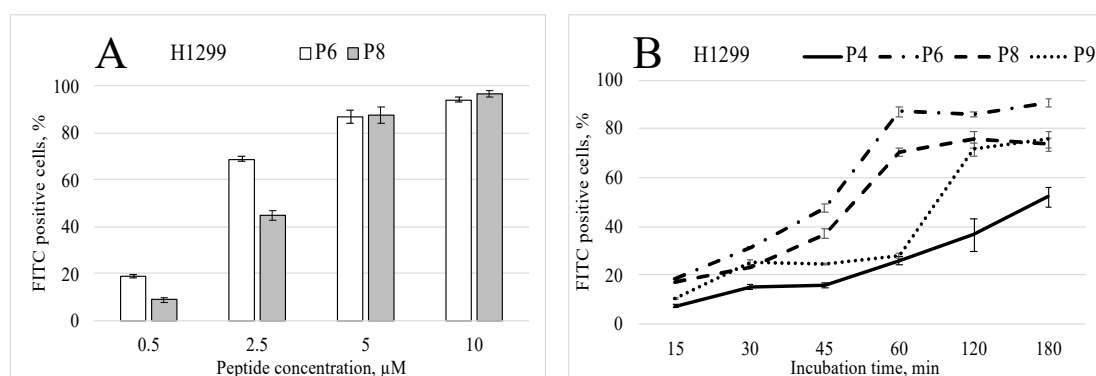 A H1299 P6 P8
100
80
60
40
20
0
FITC positive cells, %
0.5 2.5 5 10
Peptide concentration, µM
B H1299 P4 P6 P8 P9
100
80
60
40
20
0
FITC positive cells, %
15 30 45 60 120 180
Incubation time, min